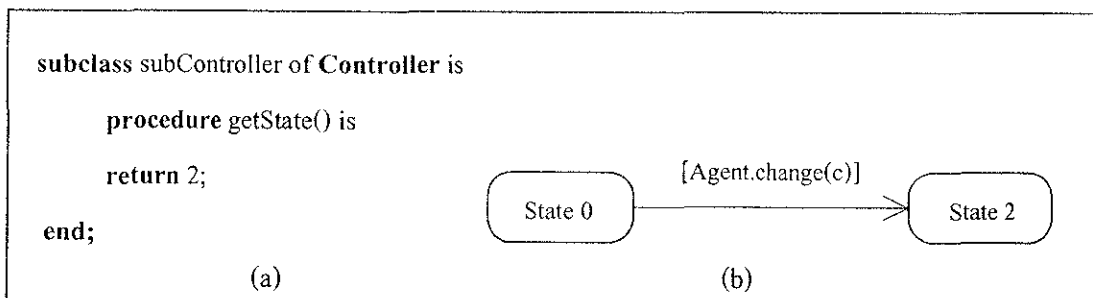 subclass subController of Controller is
procedure getState() is
return 2;
end;
(a)
[Agent.change(c)]
State 0
State 2
(b)